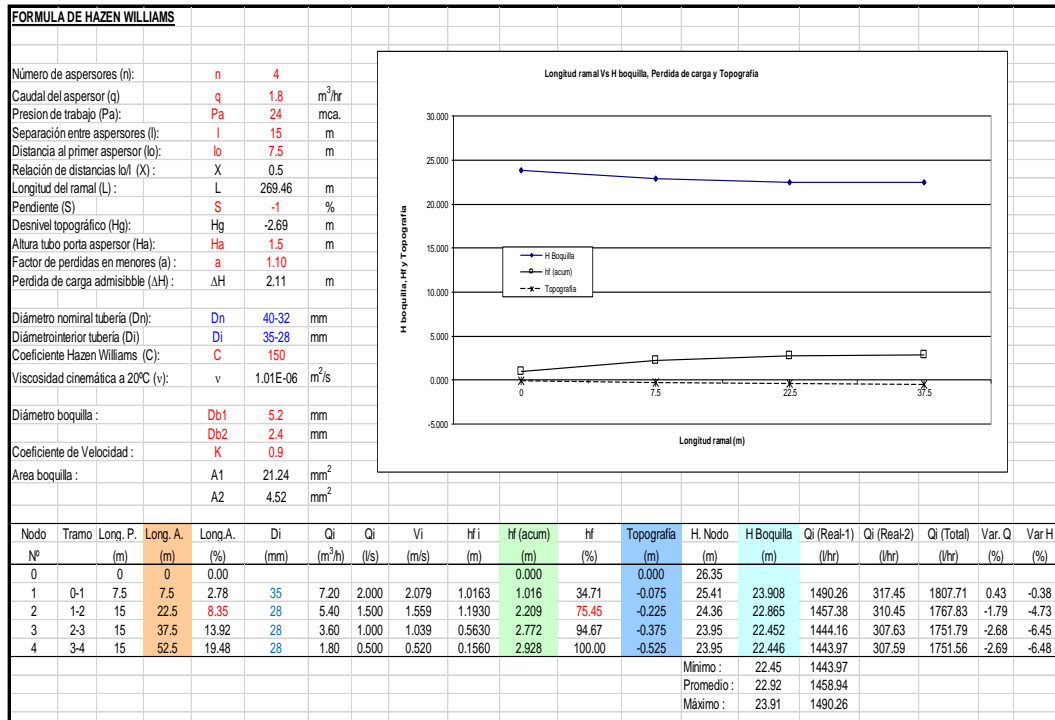 FORMULA DE HAZEN WILLIAMS
Número de aspersores (n): n 4
Caudal del aspersor (q) q 1.8 m³/hr
Presion de trabajo (Pa): Pa 24 mca.
Separación entre aspersores (l): l 15 m
Distancia al primer aspersor (lo): lo 7.5 m
Relación de distancias lo/l (X) : X 0.5
Longitud del ramal (L) : L 269.46 m
Pendiente (S) S -1 %
Desnivel topográfico (Hg): Hg -2.69 m
Altura tubo porta aspersor (Ha): Ha 1.5 m
Factor de perdidas en menores (a) : a 1.10
Perdida de carga admisibble (ΔH) : ΔH 2.11 m
Diámetro nominal tubería (Dn): Dn 40-32 mm
Diámetrointerior tubería (Di) Di 35-28 mm
Coeficiente Hazen Williams (C): C 150
Viscosidad cinemática a 20ºC (ν): ν 1.01E-06 m²/s
Diámetro boquilla : Db1 5.2 mm
Db2 2.4 mm
Coeficiente de Velocidad : K 0.9
Area boquilla : A1 21.24 mm²
A2 4.52 mm²
Longitud ramal Vs H boquilla, Perdida de carga y Topografía
H boquilla, Hf y Topografía
30.000
25.000
20.000
15.000
10.000
5.000
0.000
-5.000
H Boquilla
hf (acum)
Topografía
0 7.5 22.5 37.5
Longitud ramal (m)
Nodo Tramo Long. P. Long. A. Long.A. Di Qi Qi Vi hf i hf (acum) hf Topografía H. Nodo H Boquilla Qi (Real-1) Qi (Real-2) Qi (Total) Var. Q Var H
Nº (m) (m) (%) (mm) (m³/h) (l/s) (m/s) (m) (m) (%) (m) (m) (m) (l/hr) (l/hr) (l/hr) (%) (%)
0 0 0 0.00 0.000 0.000 26.35
1 0-1 7.5 7.5 2.78 35 7.20 2.000 2.079 1.0163 1.016 34.71 -0.075 25.41 23.908 1490.26 317.45 1807.71 0.43 -0.38
2 1-2 15 22.5 8.35 28 5.40 1.500 1.559 1.1930 2.209 75.45 -0.225 24.36 22.865 1457.38 310.45 1767.83 -1.79 -4.73
3 2-3 15 37.5 13.92 28 3.60 1.000 1.039 0.5630 2.772 94.67 -0.375 23.95 22.452 1444.16 307.63 1751.79 -2.68 -6.45
4 3-4 15 52.5 19.48 28 1.80 0.500 0.520 0.1560 2.928 100.00 -0.525 23.95 22.446 1443.97 307.59 1751.56 -2.69 -6.48
Mínimo : 22.45 1443.97
Promedio : 22.92 1458.94
Máximo : 23.91 1490.26